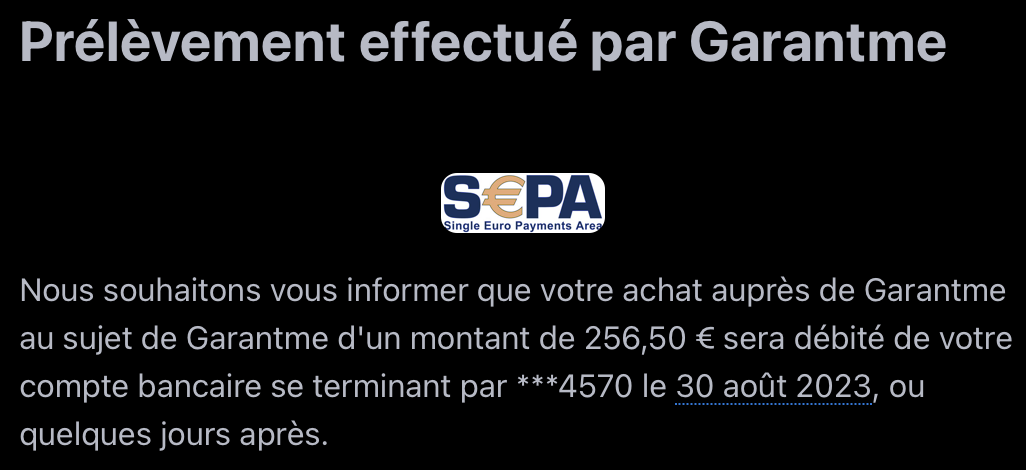 Prélèvement effectué par Garantme
S€PA
Single Euro Payments Area
Nous souhaitons vous informer que votre achat auprès de Garantme
au sujet de Garantme d'un montant de 256,50 € sera débité de votre
compte bancaire se terminant par ***4570 le 30 août 2023, ou
quelques jours après.